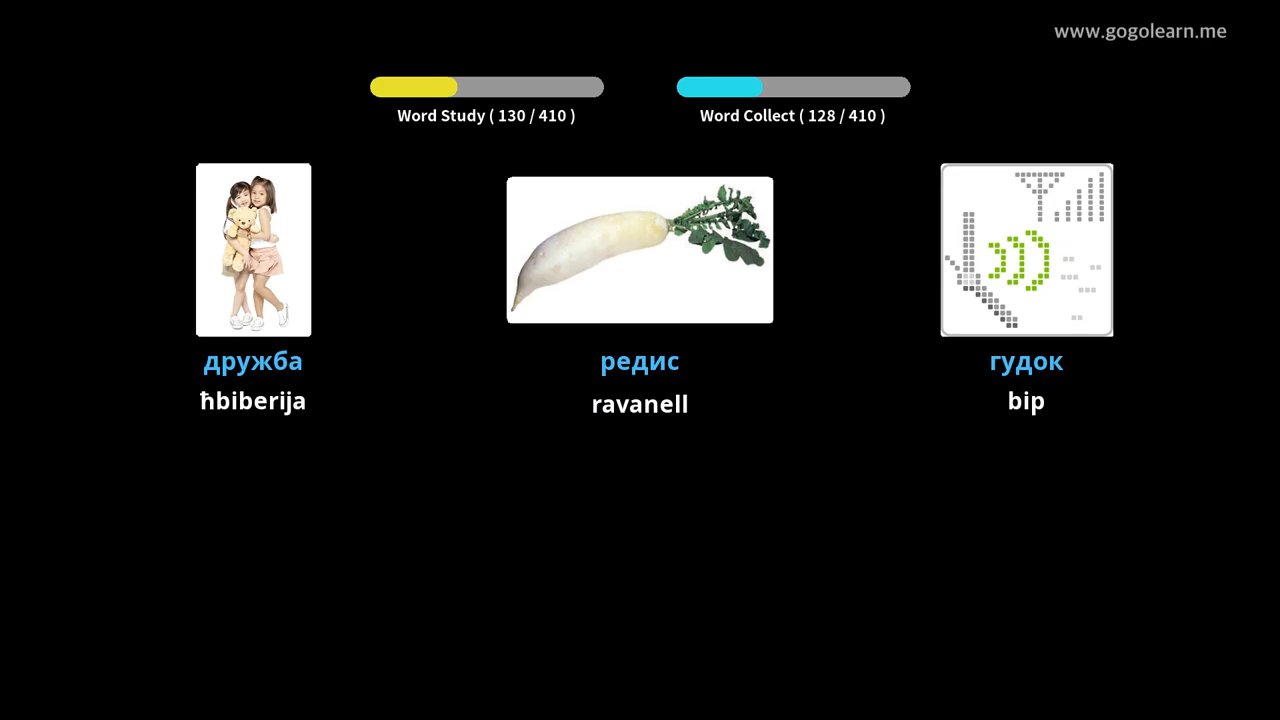 www.gogolearn.me
Word Study ( 130 / 410 )
Word Collect ( 128 / 410 )
дружба
редис
гудок
ħbiberija
ravanell
bip